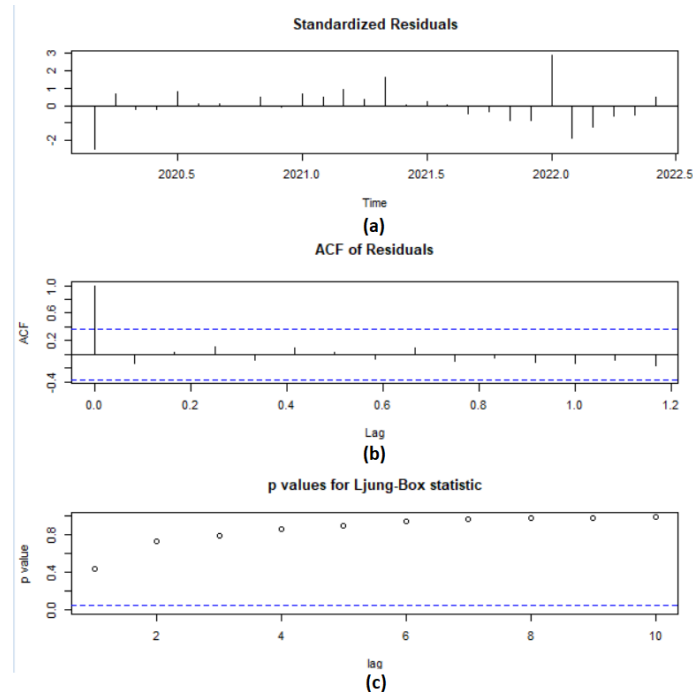 Standardized Residuals
3
2
1
0
-2
2020.5 2021.0 2021.5 2022.0 2022.5
Time
(a)
ACF of Residuals
ACF
1.0
0.6
0.2
-0.4
0.0 0.2 0.4 0.6 0.8 1.0 1.2
Lag
(b)
p values for Ljung-Box statistic
p value
0.8
0.4
0.0
2 4 6 8 10
lag
(c)